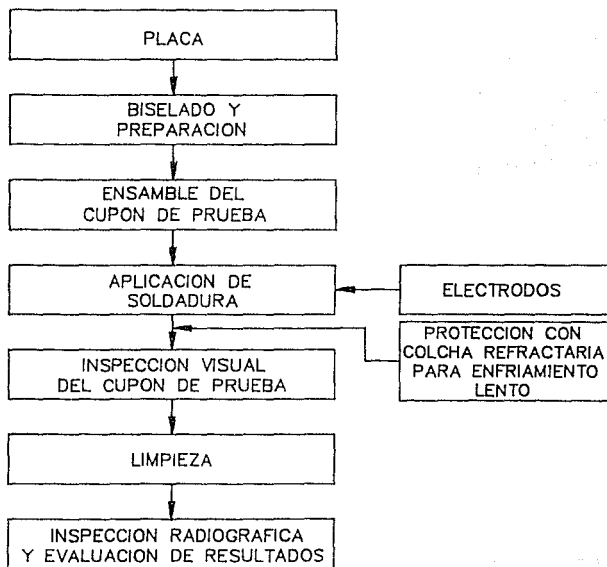 PLACA
BISELADO Y
PREPARACION
ENSAMBLE DEL
CUPON DE PRUEBA
APLICACION DE
SOLDADURA
ELECTRODOS
PROTECCION CON
COLCHA REFRACTARIA
PARA ENFRIAMIENTO
LENTO
INSPECCION VISUAL
DEL CUPON DE PRUEBA
LIMPIEZA
INSPECCION RADIOGRAFICA
Y EVALUACION DE RESULTADOS